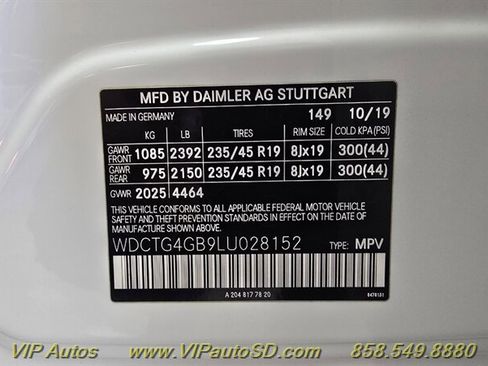 MFD BY DAIMLER AG STUTTGART
MADE IN GERMANY 149 10/19
KG LB TIRES RIM SIZE COLD KPA(PSI)
GAWR FRONT 1085 2392 235/45 R19 8Jx19 300(44)
GAWR REAR 975 2150 235/45 R19 8Jx19 300(44)
GVWR 2025 4464
THIS VEHICLE CONFORMS TO ALL APPLICABLE FEDERAL MOTOR VEHICLE
SAFETY AND THEFT PREVENTION STANDARDS IN EFFECT ON THE DATE
OF MANUFACTURE SHOWN ABOVE.
WDCTG4GB9LU028152 TYPE: MPV
A 204 817 78 20
VIP Autos www.VIPautoSD.com 858.549.8880